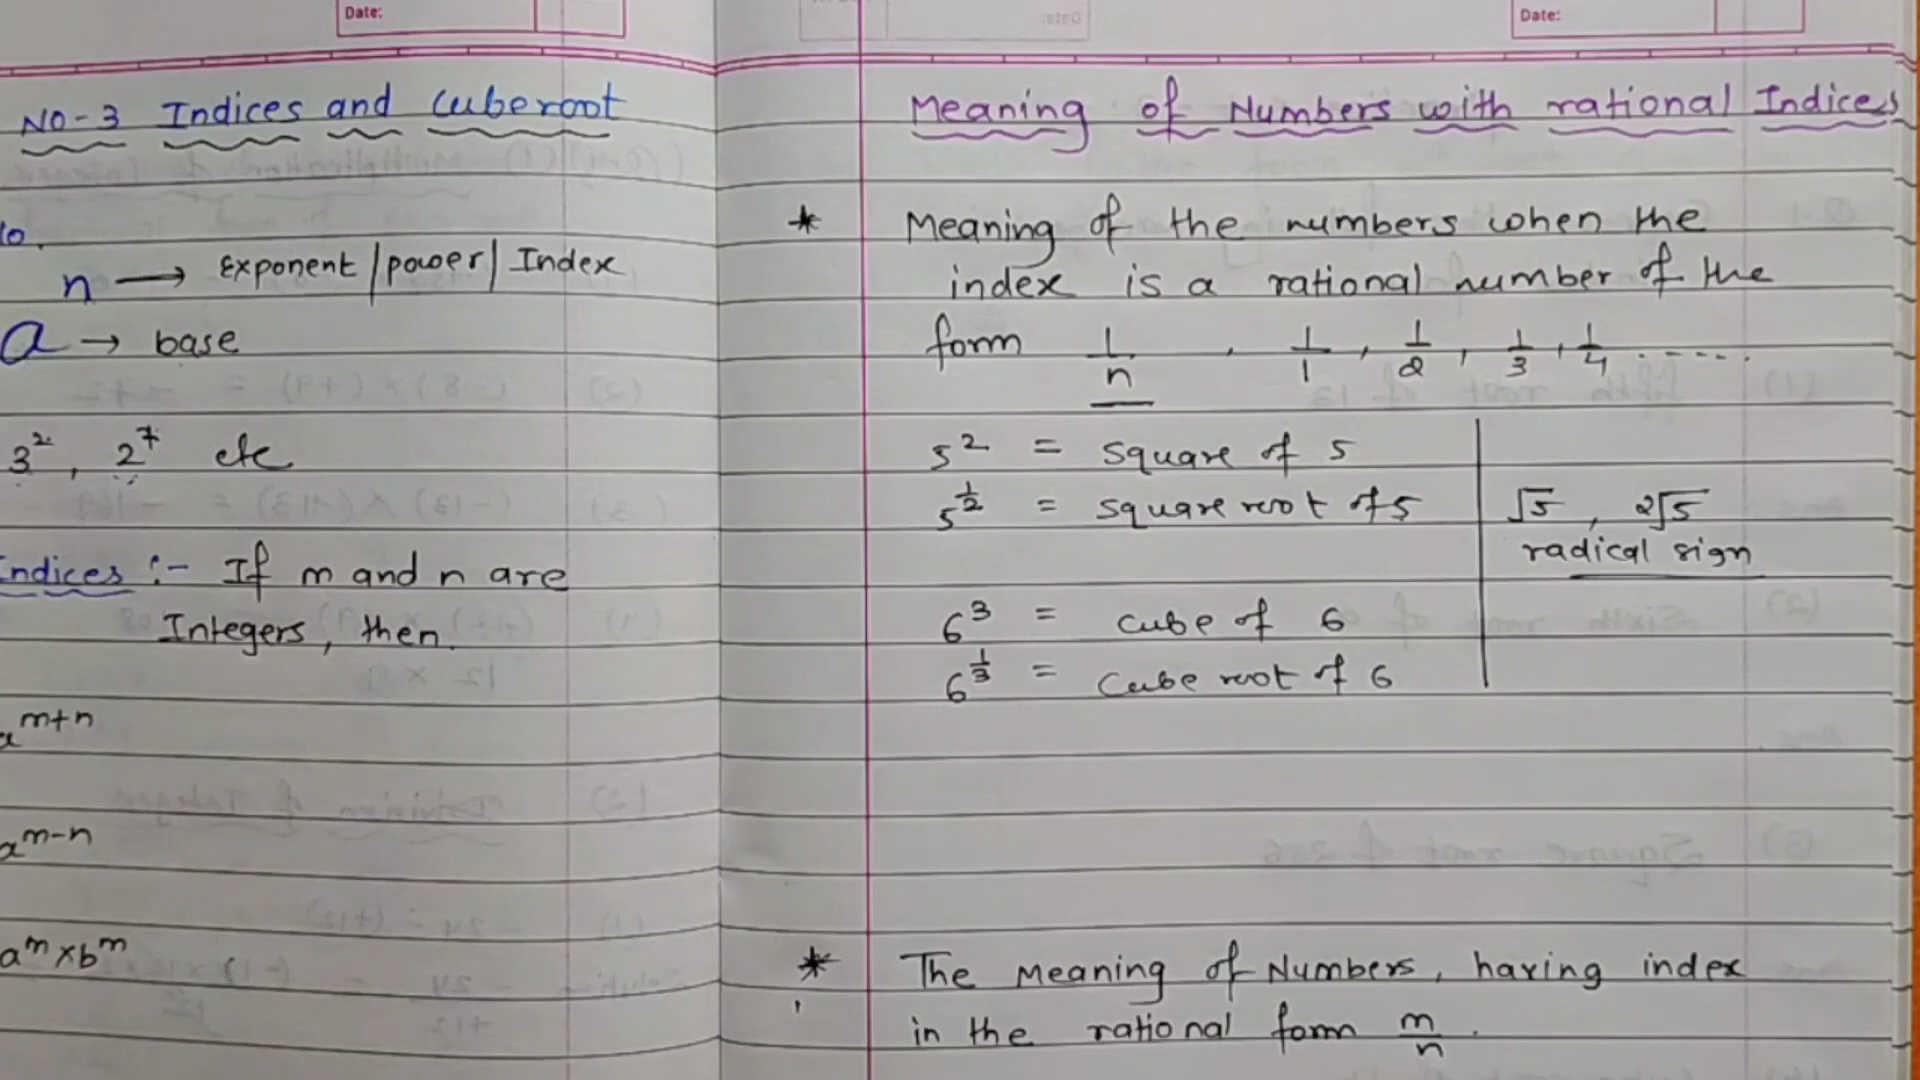 Date:
NO-3 Indices and Cuberoot
n → Exponent / power / Index
a → base
3², 2⁷ etc
Indices :- If m and n are
Integers, then
a^m+n
a^m-n
a^m × b^m
Date:
Meaning of Numbers with rational Indices
* Meaning of the numbers when the
index is a rational number of the
form 1/n , 1/1 , 1/2 , 1/3 , 1/4 .....
5² = Square of 5
5^1/2 = Square root of 5 √5 , 2√5
radical sign
6³ = cube of 6
6^1/3 = Cube root of 6
* The Meaning of Numbers, having index
in the rational form m/n .